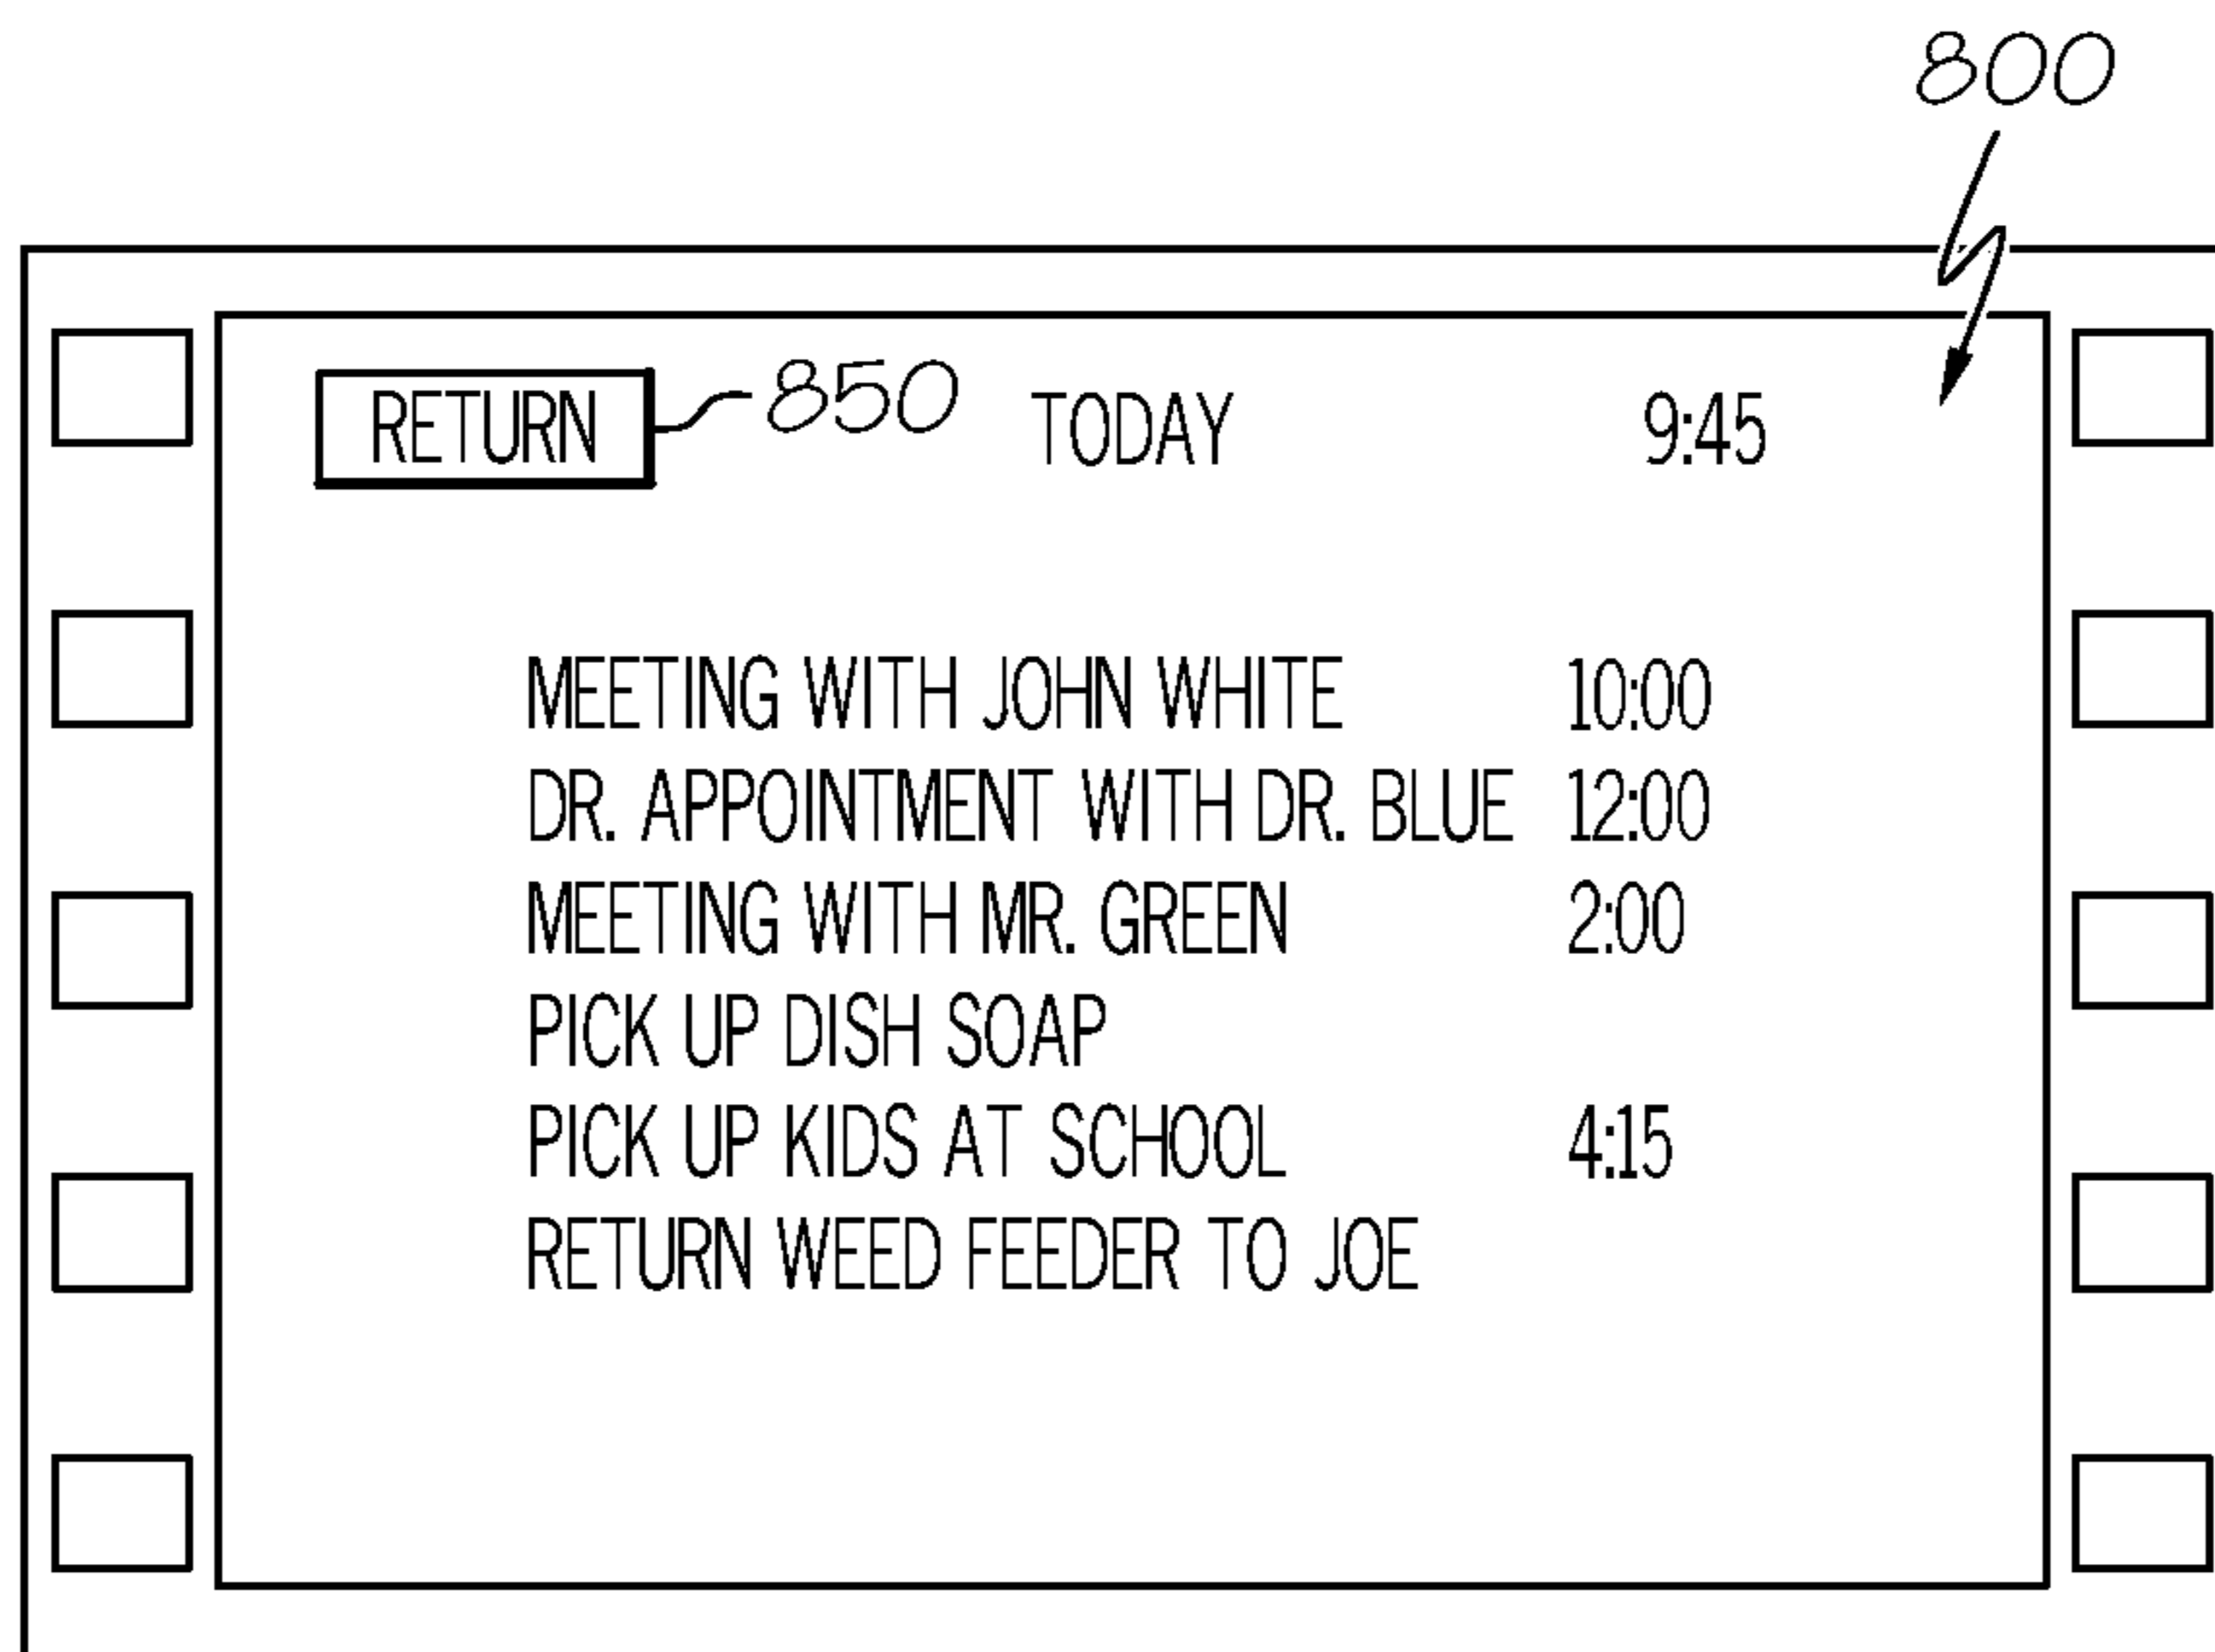 800
RETURN 850 TODAY 9:45
MEETING WITH JOHN WHITE 10:00
DR. APPOINTMENT WITH DR. BLUE 12:00
MEETING WITH MR. GREEN 2:00
PICK UP DISH SOAP
PICK UP KIDS AT SCHOOL 4:15
RETURN WEED FEEDER TO JOE